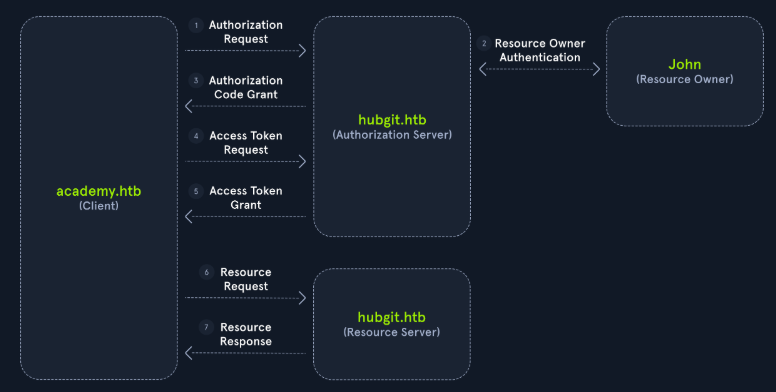 1 Authorization
Request
2 Resource Owner
Authentication
John
(Resource Owner)
3 Authorization
Code Grant
hubgit.htb
(Authorization Server)
4 Access Token
Request
academy.htb
(Client)
5 Access Token
Grant
6 Resource
Request
hubgit.htb
(Resource Server)
7 Resource
Response